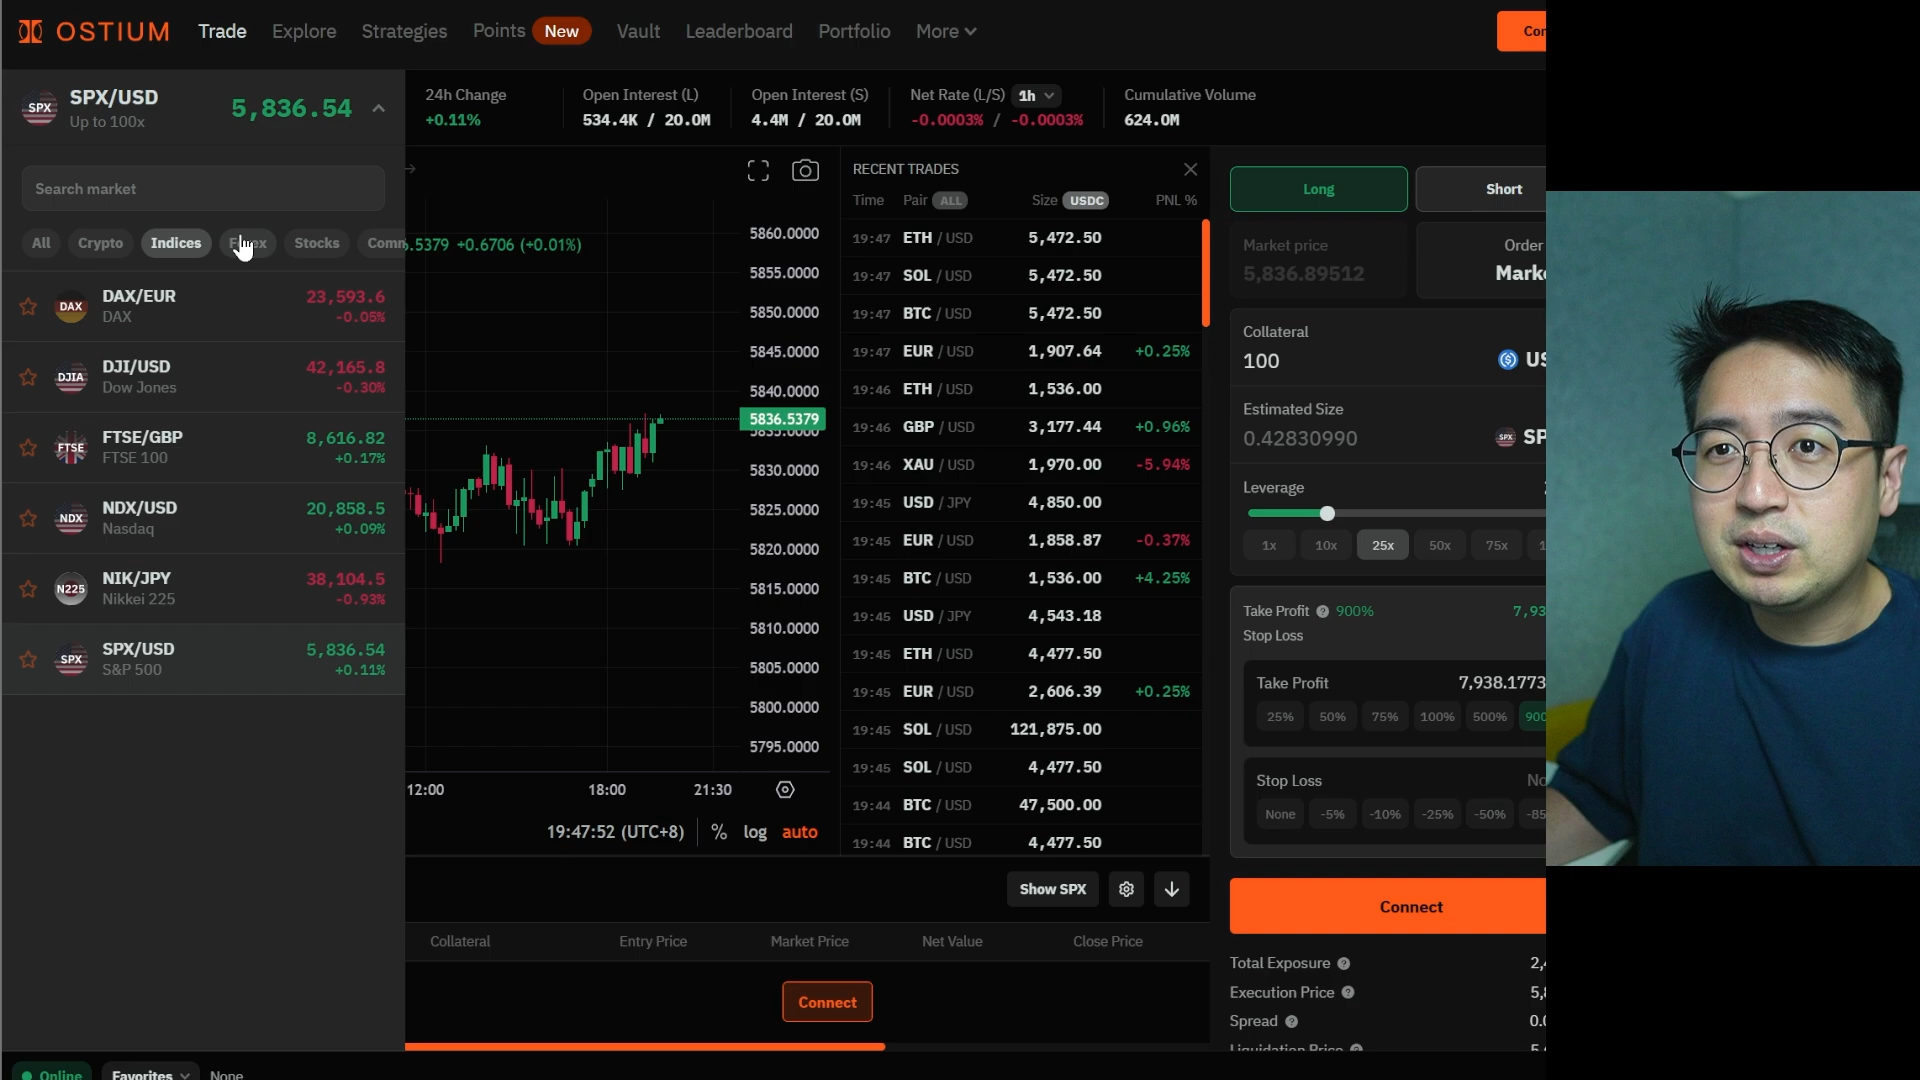 OSTIUM Trade Explore Strategies Points New Vault Leaderboard Portfolio More
SPX SPX/USD 5,836.54
Up to 100x
24h Change
+0.11%
Open Interest (L)
534.4K / 20.0M
Open Interest (S)
4.4M / 20.0M
Net Rate (L/S) 1h
-0.0003% / -0.0003%
Cumulative Volume
624.0M
Search market
All Crypto Indices Stocks
DAX DAX/EUR 23,593.6
DAX -0.05%
DJIA DJI/USD 42,165.8
Dow Jones -0.30%
FTSE FTSE/GBP 8,616.82
FTSE 100 +0.17%
NDX NDX/USD 20,858.5
Nasdaq +0.09%
N225 NIK/JPY 38,104.5
Nikkei 225 -0.93%
SPX SPX/USD 5,836.54
S&P 500 +0.11%
.5379 +0.6706 (+0.01%)
5860.0000
5855.0000
5850.0000
5845.0000
5840.0000
5836.5379
5835.0000
5830.0000
5825.0000
5820.0000
5815.0000
5810.0000
5805.0000
5800.0000
5795.0000
12:00 18:00 21:30
19:47:52 (UTC+8) % log auto
RECENT TRADES
Time Pair ALL Size USDC PNL %
19:47 ETH / USD 5,472.50
19:47 SOL / USD 5,472.50
19:47 BTC / USD 5,472.50
19:47 EUR / USD 1,907.64 +0.25%
19:46 ETH / USD 1,536.00
19:46 GBP / USD 3,177.44 +0.96%
19:46 XAU / USD 1,970.00 -5.94%
19:45 USD / JPY 4,850.00
19:45 EUR / USD 1,858.87 -0.37%
19:45 BTC / USD 1,536.00 +4.25%
19:45 USD / JPY 4,543.18
19:45 ETH / USD 4,477.50
19:45 EUR / USD 2,606.39 +0.25%
19:45 SOL / USD 121,875.00
19:45 SOL / USD 4,477.50
19:44 BTC / USD 47,500.00
19:44 BTC / USD 4,477.50
Show SPX
Collateral Entry Price Market Price Net Value Close Price
Connect
Long Short
Market price
5,836.89512
Order
Collateral
100
Estimated Size
0.42830990
SPX
Leverage
1x 10x 25x 50x 75x
Take Profit ? 900% 7,93
Stop Loss
Take Profit 7,938.1773
25% 50% 75% 100% 500% 900
Stop Loss
None -5% -10% -25% -50% -85
Connect
Total Exposure ?
Execution Price ?
Spread ?
Liquidation Price ?
Online Favorites None